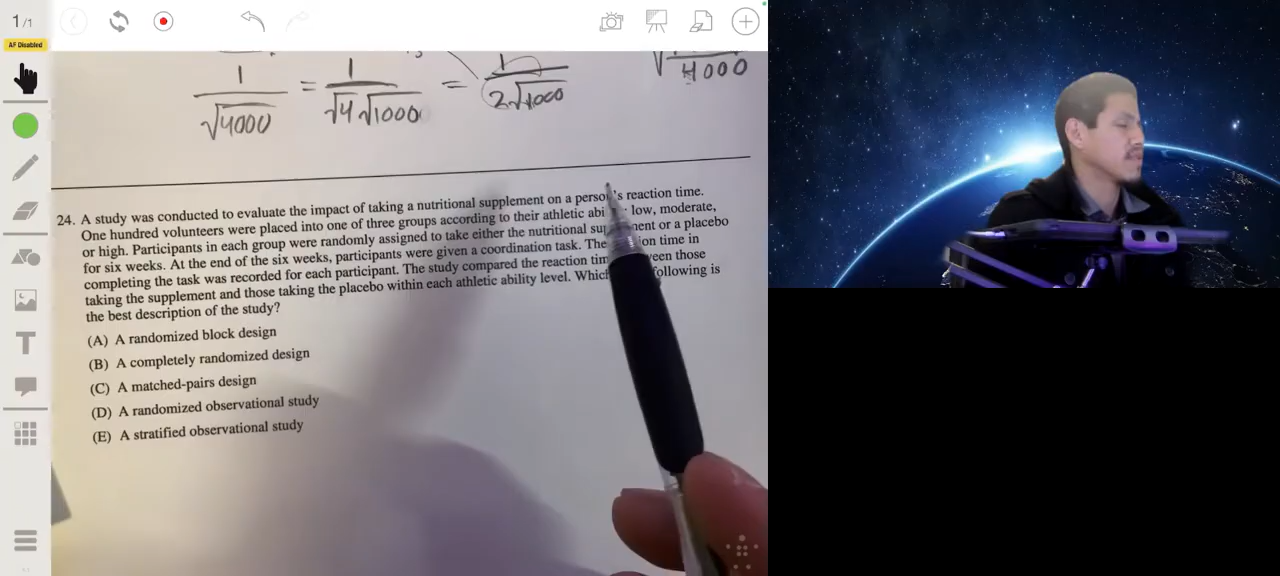 1/1
AF Disabled
1
√4000
=
1
√4 √1000
=
1
2√1000
√4000
24. A study was conducted to evaluate the impact of taking a nutritional supplement on a person's reaction time.
One hundred volunteers were placed into one of three groups according to their athletic low, moderate,
or high. Participants in each group were randomly assigned to take either the nutritional or a placebo
for six weeks. At the end of the six weeks, participants were given a coordination task. The time in
completing the task was recorded for each participant. The study compared the reaction those
taking the supplement and those taking the placebo within each athletic ability level. following is
the best description of the study?
(A) A randomized block design
(B) A completely randomized design
(C) A matched-pairs design
(D) A randomized observational study
(E) A stratified observational study
T